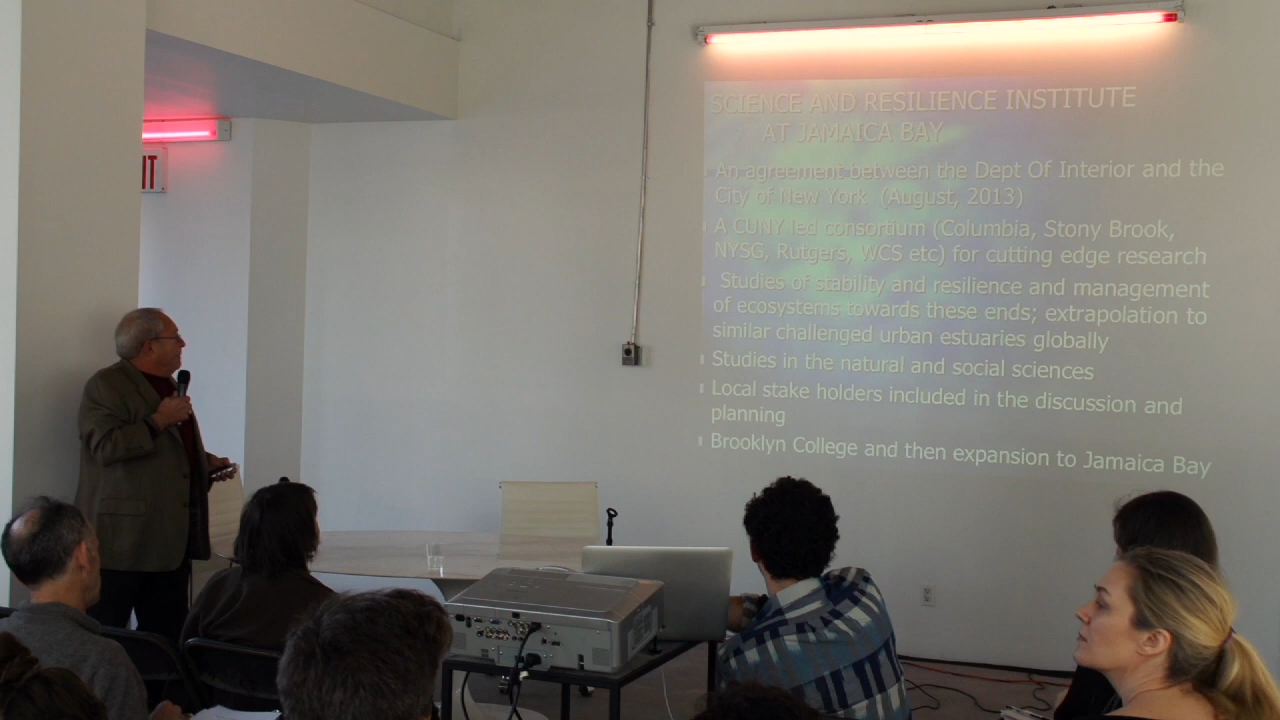 SCIENCE AND RESILIENCE INSTITUTE
AT JAMAICA BAY
An agreement between the Dept Of Interior and the
City of New York (August, 2013)
A CUNY led consortium (Columbia, Stony Brook,
NYSG, Rutgers, WCS etc) for cutting edge research
Studies of stability and resilience and management
of ecosystems towards these ends; extrapolation to
similar challenged urban estuaries globally
Studies in the natural and social sciences
Local stake holders included in the discussion and
planning
Brooklyn College and then expansion to Jamaica Bay
IT